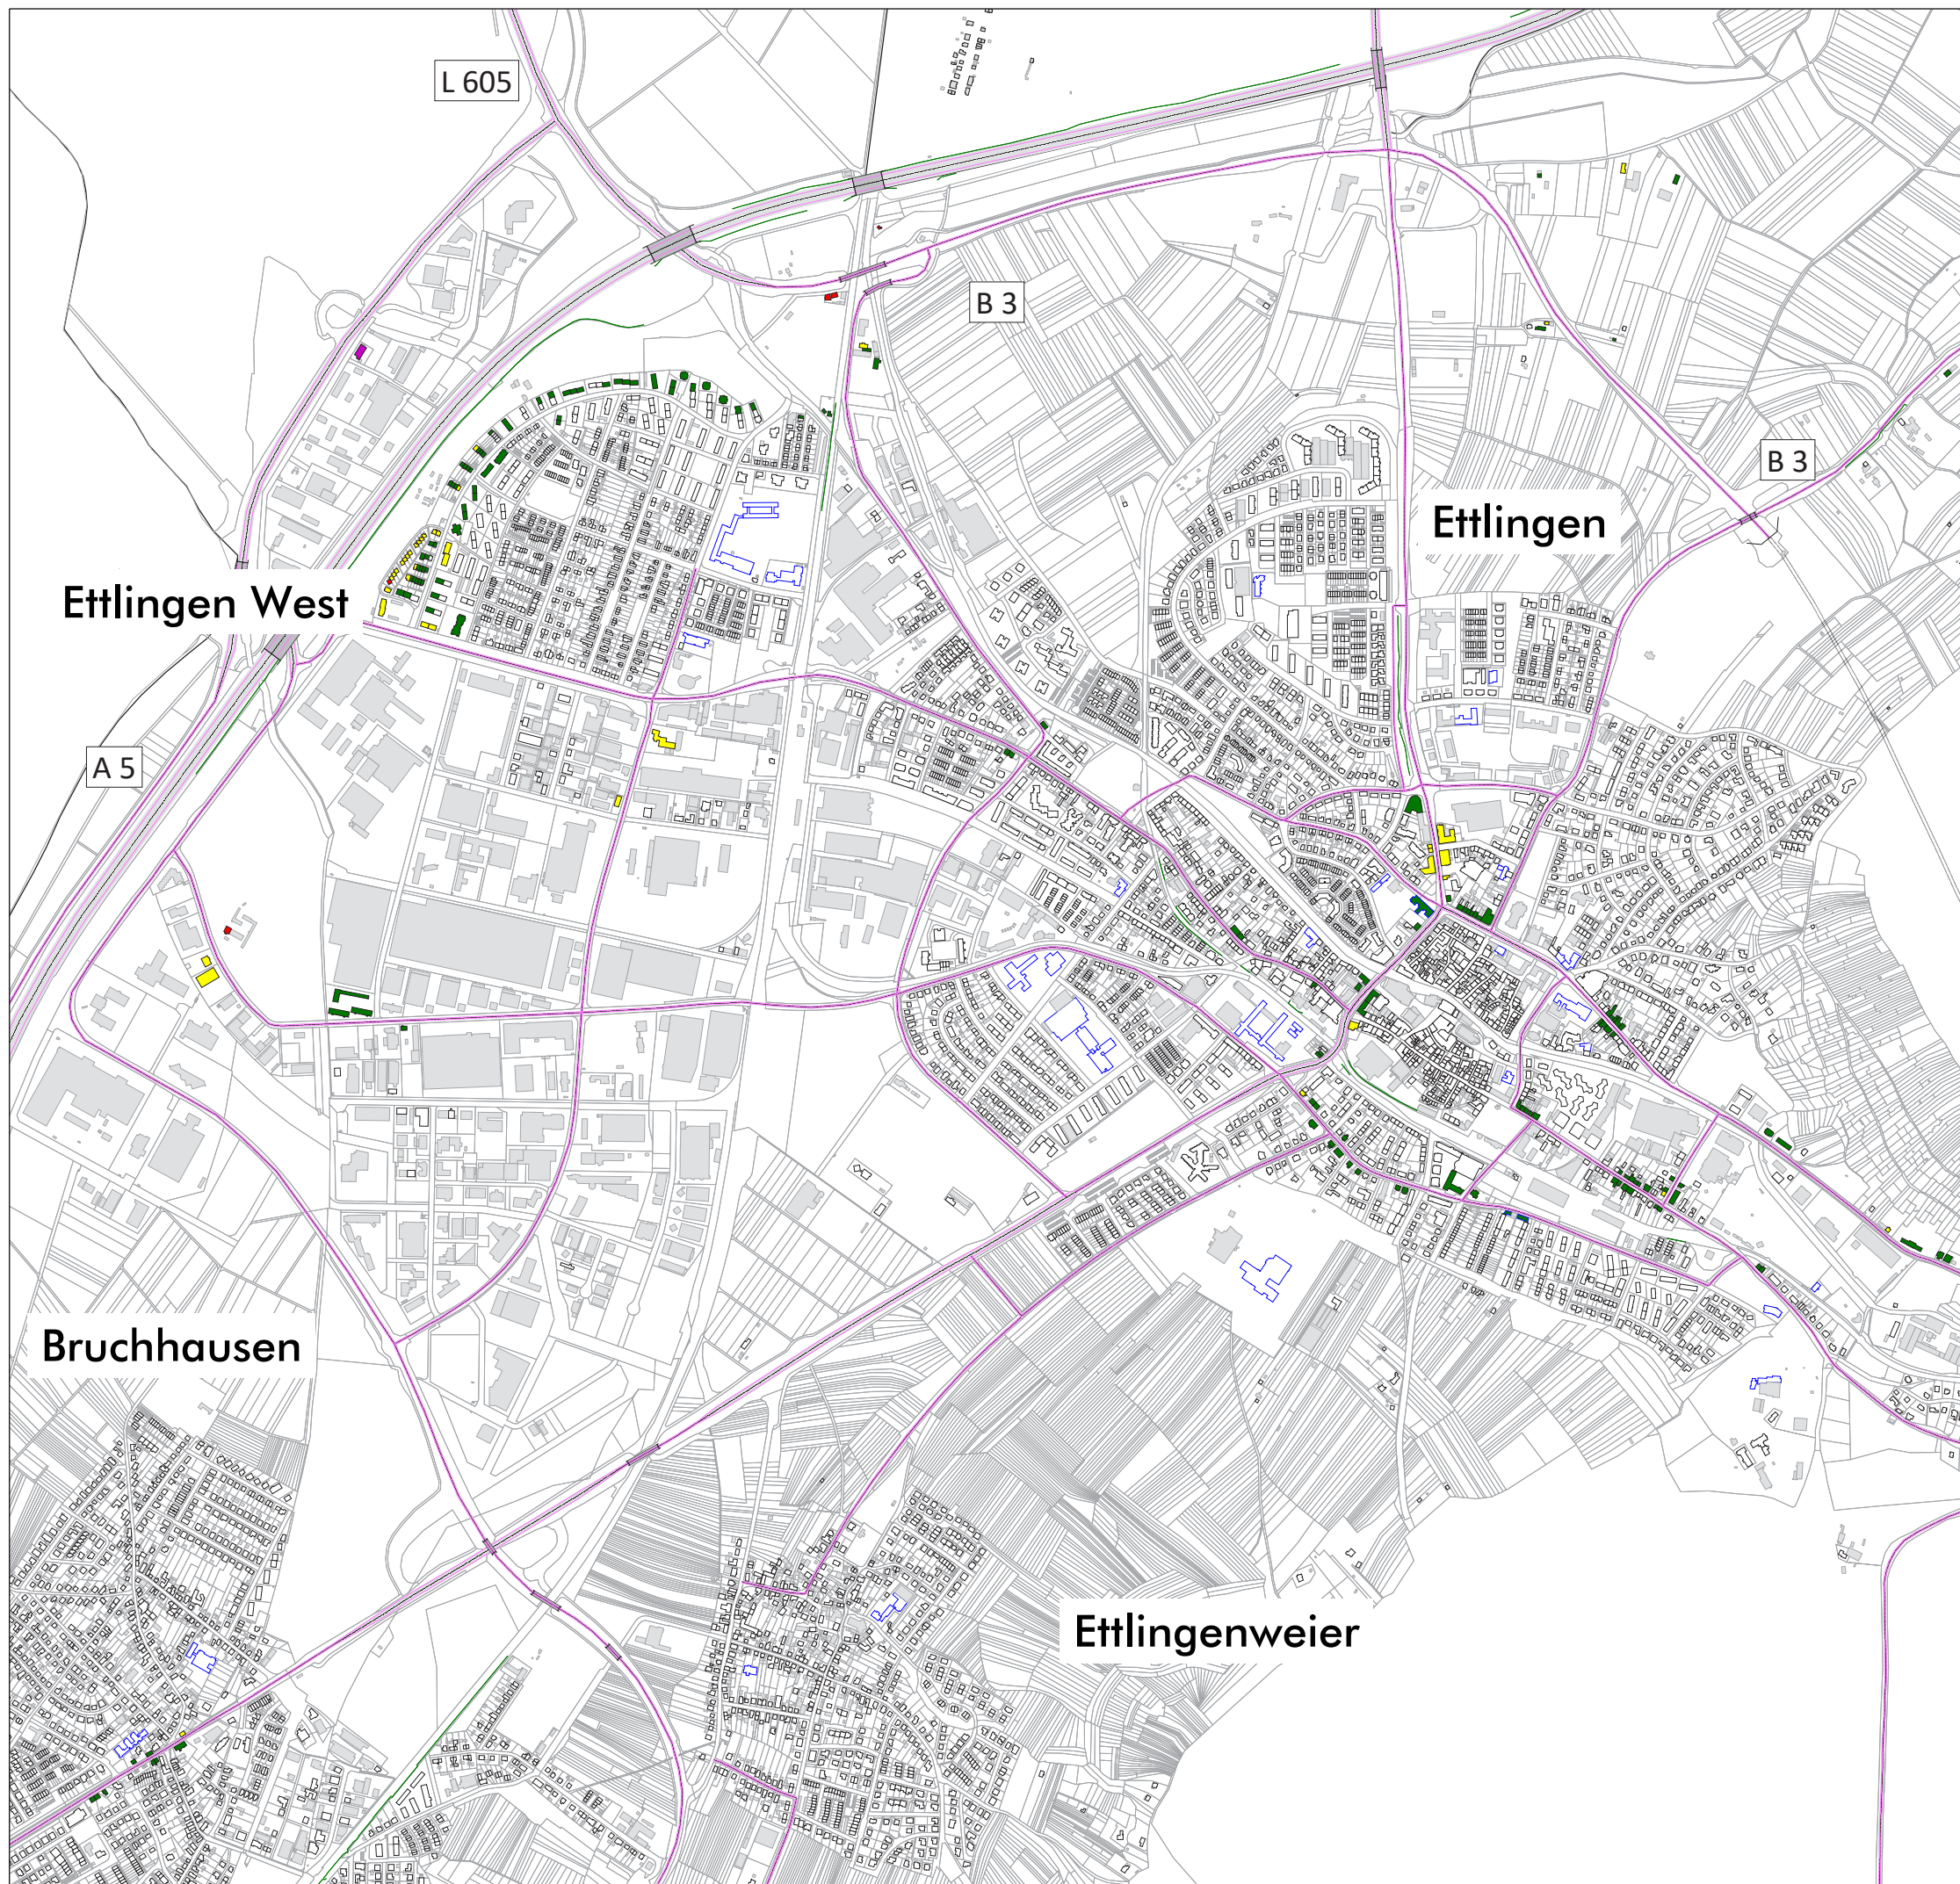 L 605
B 3
B 3
Ettlingen
Ettlingen West
A 5
Bruchhausen
Ettlingenweier